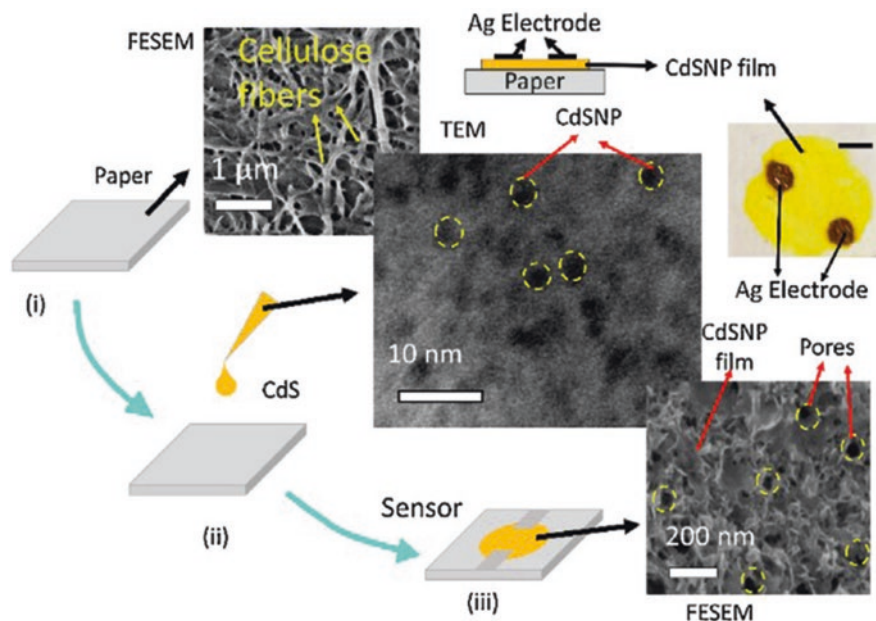 FESEM
Cellulose
fibers
1 μm
Ag Electrode
Paper
CdSNP film
TEM
CdSNP
10 nm
Paper
(i)
CdS
(ii)
Ag Electrode
CdSNP
film
Pores
200 nm
FESEM
Sensor
(iii)